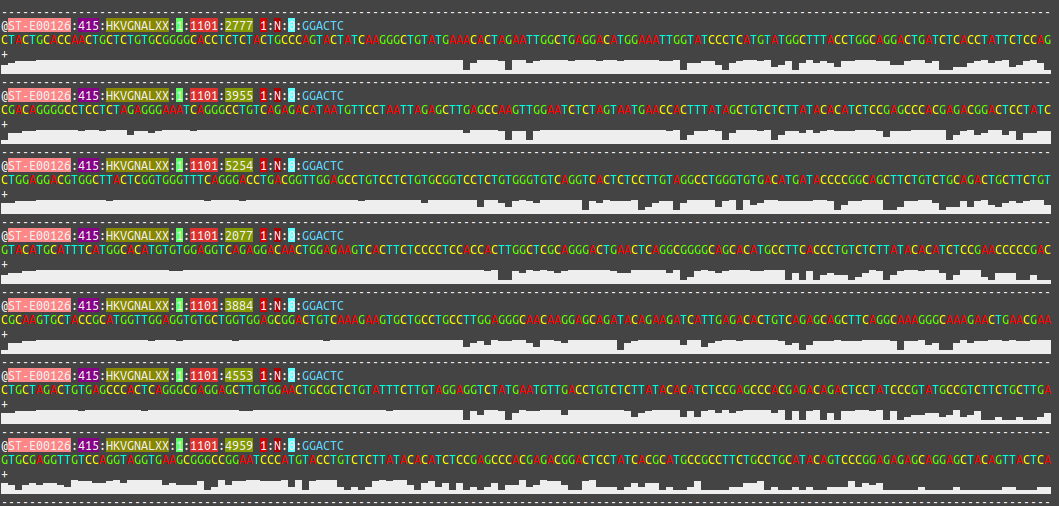 @ST-E00126:415:HKVGNALXX:1:1101:2777 1:N:0:GGACTC
CTACTGCACCAACTGCTCTGTGCGGGGCACCTCTCTACTGCCCAGTACTATCAAGGGCTGTATGAAACACTAGAATTGGCTGAGGACATGGAAATTGGTATCCCTCATGTATGGCTTTACCTGGCAGGACTGATCTCACCTATTCTCCAG
+
@ST-E00126:415:HKVGNALXX:1:1101:3955 1:N:0:GGACTC
CGACAGGGGCCTCCTCTAGAGGGAAATCAGGGCCTGTCAGAGACATAATGTTCCTAATTAGAGCTTGAGCCAAGTTGGAATCTCTAGTAATGAACCACTTTATAGCTGTCTCTTATACACATCTCCGAGCCCACGAGACGGACTCCTATC
+
@ST-E00126:415:HKVGNALXX:1:1101:5254 1:N:0:GGACTC
CTGGAGGACGTGGCTTACTCGGTGGGTTTCAGGGACCTGACGGTTGGAGCCTGTCCTCTGTGCGGTCCTCTGTGGGTGTCAGGTCACTCTCCTTGTAGGCCTGGGTGTGACATGATACCCCGGCAGCTTCTGTCTGCAGACTGCTTCTGT
+
@ST-E00126:415:HKVGNALXX:1:1101:2077 1:N:0:GGACTC
GTACATGCATTTCATGGCACATGTGTGGAGGTCAGAGGACAACTGGAGAAGTCACTTCTCCCCTCCACCACTTGGCTCGCAGGGACTGAACTCAGGCGGGGCAGCACATGCCTTCACCCTGTCTCTTATACACATCTCCGAACCCCCGAC
+
@ST-E00126:415:HKVGNALXX:1:1101:3884 1:N:0:GGACTC
CGCAAGTGCTACCGCATGGTTGGAGGTGTGCTGGTGGAGCGGACTGTCAAAGAAGTGCTGCCTGCCTTGGAGGGCAACAAGGAGCAGATACAGAAGATCATTGAGACACTGTCAGAGCAGCTTCAGGCAAAGGGCAAAGAACTGAACGAA
+
@ST-E00126:415:HKVGNALXX:1:1101:4553 1:N:0:GGACTC
CTGCTAGACTGTGAGCCCACTCAGGGCGAGGAGCTTGTGGAACTGCGCTCTGTATTTCTTGTAGGAGGTCTATGAATGTTGACCTGTCTCTTATACACATCTCCGAGCCCACGAGACAGACTCCTATCCCGTATGCCGTCTTCTGCTTGA
+
@ST-E00126:415:HKVGNALXX:1:1101:4959 1:N:0:GGACTC
GTGCGAGGTTGTCCAGGTAGGTGAAGCGGGCCGGAATCCCATGTACCTGTCTCTTATACACATCTCCGAGCCCACGAGACGGACTCCTATCACGCATGCCGCCTTCTGCCTGCATACAGTCCCGGAGAGAGCAGGAGCTACAGTTACTCA
+